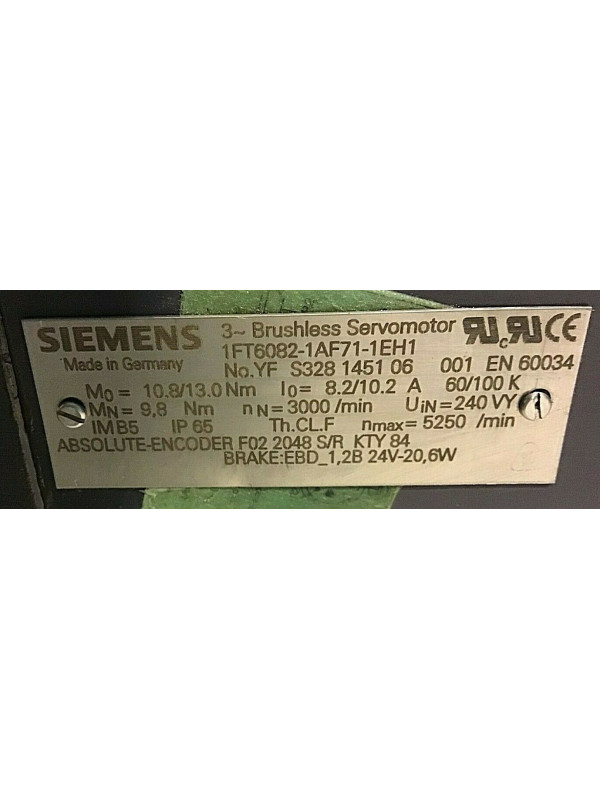 SIEMENS 3~ Brushless Servomotor
Made in Germany 1FT6082-1AF71-1EH1
No.YF S328 1451 06 001 EN 60034
M0 = 10.8/13.0 Nm I0 = 8.2/10.2 A 60/100 K
MN = 9,8 Nm nN = 3000 /min UiN = 240 VY
IM B5 IP 65 Th.CL.F nmax = 5250 /min
ABSOLUTE-ENCODER F02 2048 S/R KTY 84
BRAKE:EBD_1,2B 24V-20,6W